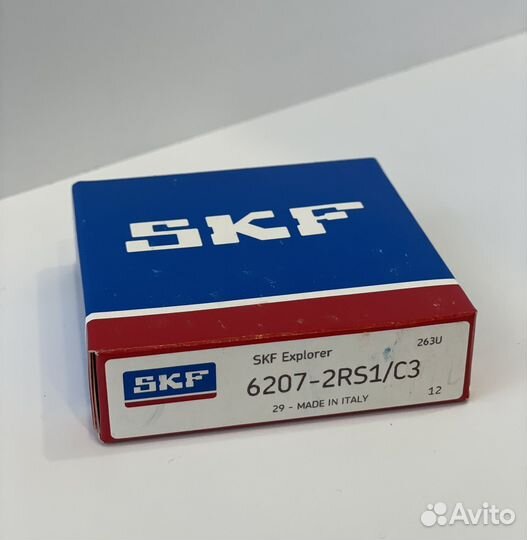 SKF
SKF Explorer
263U
SKF
6207-2RS1/C3
29 - MADE IN ITALY
12
Avito